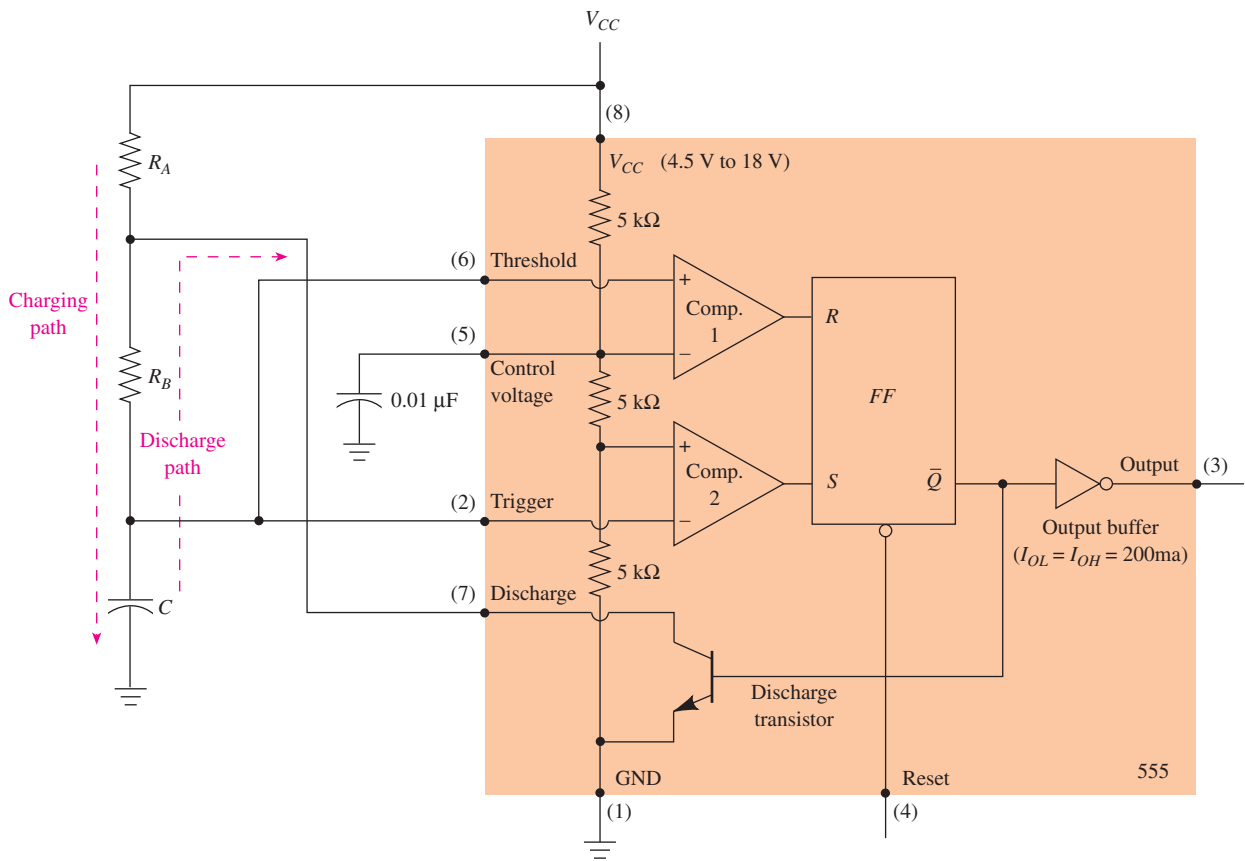 V_CC
(8)
V_CC (4.5 V to 18 V)
R_A
5 kΩ
(6)
Threshold
+
Comp.
1
−
R
Charging
path
(5)
Control
voltage
R_B
0.01 μF
5 kΩ
FF
Discharge
path
+
Comp.
2
−
S
Q̄
Output
(3)
(2)
Trigger
Output buffer
(I_OL = I_OH = 200ma)
5 kΩ
C
(7)
Discharge
Discharge
transistor
GND
Reset
555
(1)
(4)